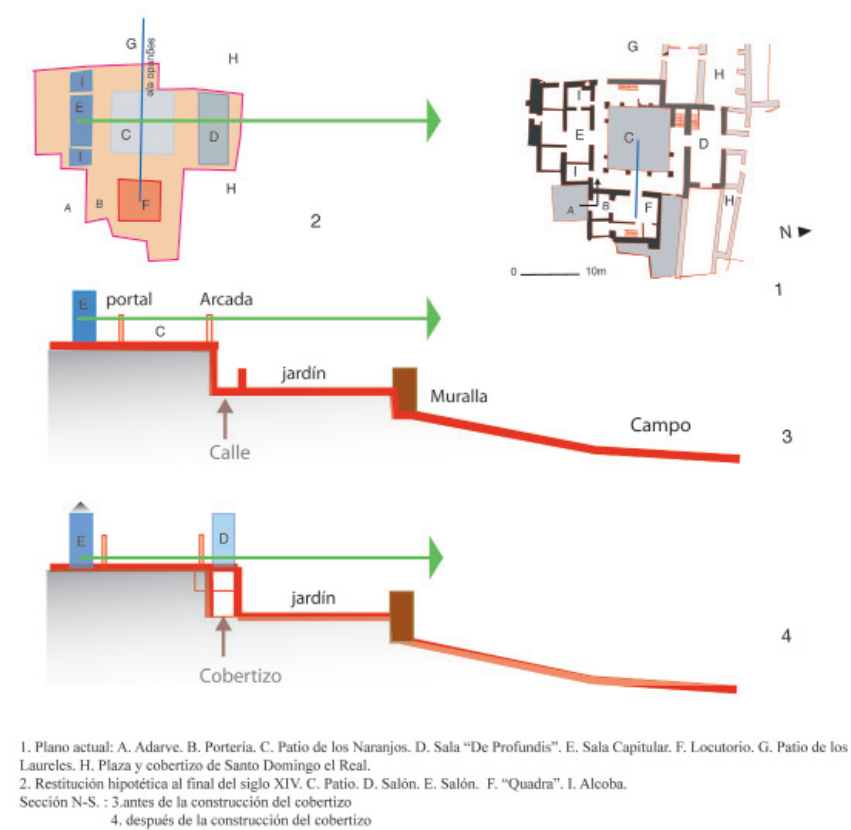 G
segundo eje
H
I
E
C
D
I
H
A
B
F
2
G
H
I
E
C
D
I
A
B
F
H
N
0 10m
1
E
portal
Arcada
C
jardín
Muralla
Campo
Calle
3
E
D
jardín
Cobertizo
4
1. Plano actual: A. Adarve. B. Portería. C. Patio de los Naranjos. D. Sala “De Profundis”. E. Sala Capitular. F. Locutorio. G. Patio de los
Laureles. H. Plaza y cobertizo de Santo Domingo el Real.
2. Restitución hipotética al final del siglo XIV. C. Patio. D. Salón. E. Salón. F. “Quadra”. I. Alcoba.
Sección N-S. : 3.antes de la construcción del cobertizo
4. después de la construcción del cobertizo